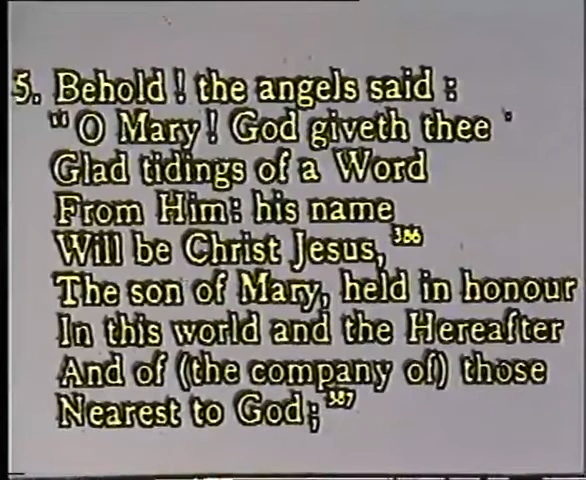 5. Behold! the angels said:
"O Mary! God giveth thee
Glad tidings of a Word
From Him: his name
Will be Christ Jesus,386
The son of Mary, held in honour
In this world and the Hereafter
And of (the company of) those
Nearest to God;387